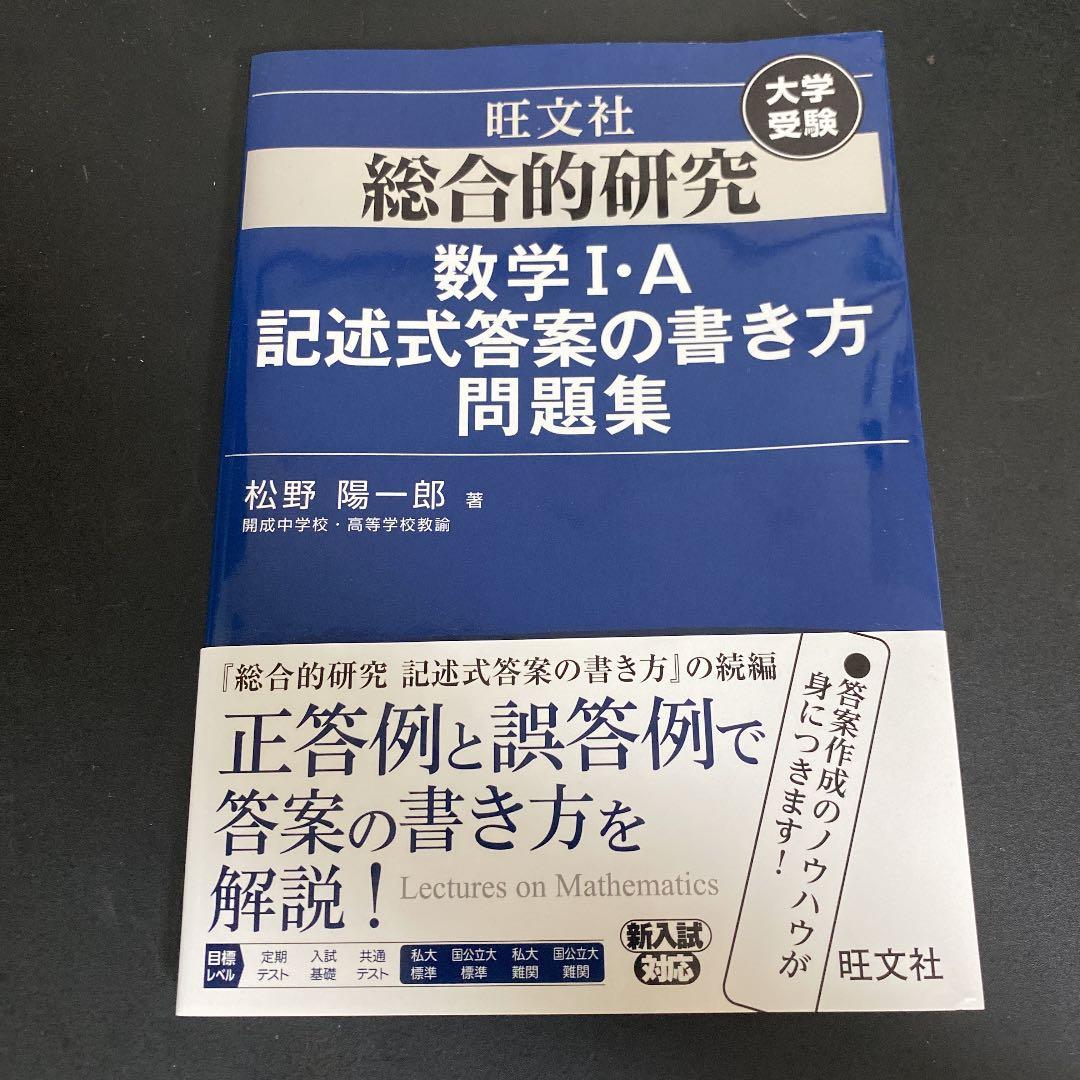 大学
受験
旺文社
総合的研究
数学I・A
記述式答案の書き方
問題集
松野 陽一郎 著
開成中学校・高等学校教諭
『総合的研究 記述式答案の書き方』の続編
正答例と誤答例で
答案の書き方を
解説！
Lectures on Mathematics
●答案作成のノウハウが
身につきます！
目標
レベル
定期
テスト
入試
基礎
共通
テスト
私大
標準
国公立大
標準
私大
難関
国公立大
難関
新入試
対応
旺文社